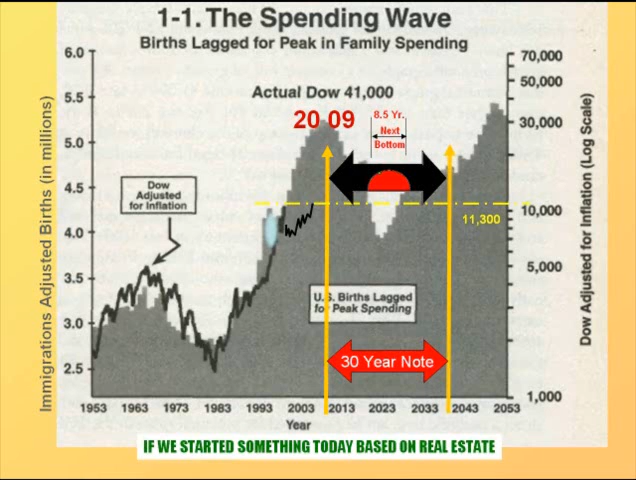 1-1. The Spending Wave
Births Lagged for Peak in Family Spending
Immigrations Adjusted Births (in millions)
6.0
5.5
5.0
4.5
4.0
3.5
3.0
2.5
70,000
50,000
30,000
10,000
5,000
1,000
Dow Adjusted for Inflation (Log Scale)
Actual Dow 41,000
20 09
8.5 Yr.
Next
Bottom
Dow
Adjusted
for Inflation
11,300
U.S. Births Lagged
for Peak Spending
30 Year Note
1953 1963 1973 1983 1993 2003 2013 2023 2033 2043 2053
Year
IF WE STARTED SOMETHING TODAY BASED ON REAL ESTATE